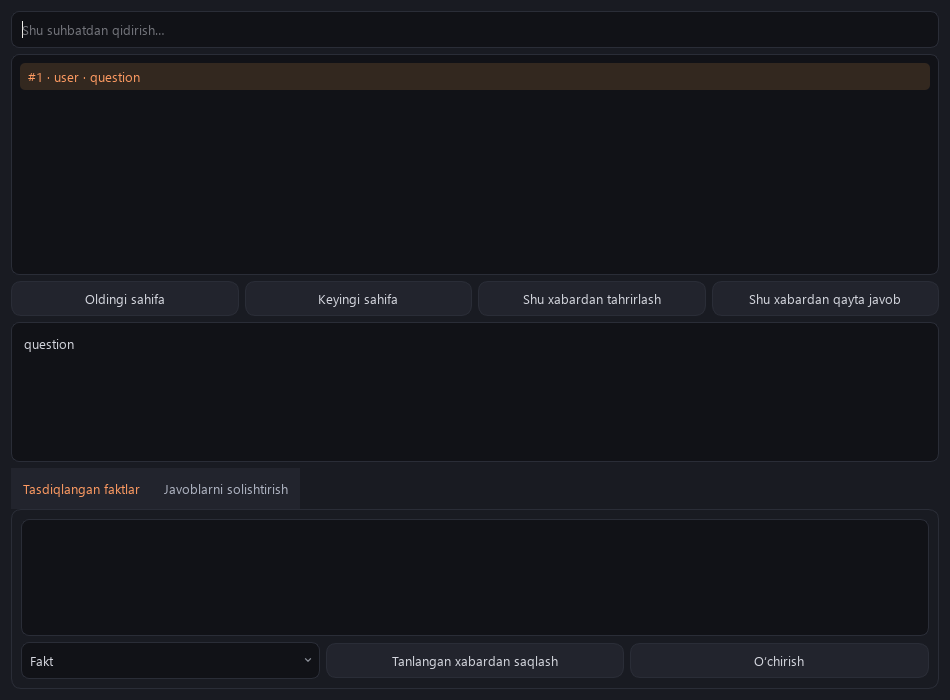 Shu suhbatdan qidirish...
#1 · user · question
Oldingi sahifa
Keyingi sahifa
Shu xabardan tahrirlash
Shu xabardan qayta javob
question
Tasdiqlangan faktlar
Javoblarni solishtirish
Fakt
Tanlangan xabardan saqlash
O‘chirish